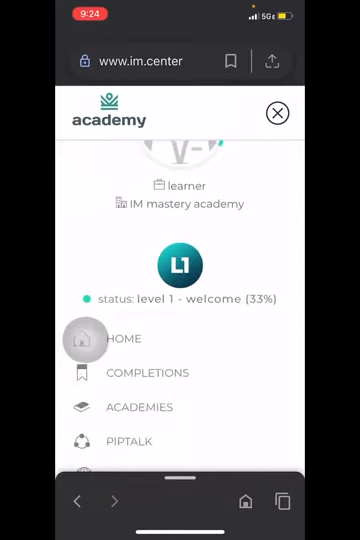 9:24
5G
www.im.center
academy
learner
IM mastery academy
L1
status: level 1 - welcome (33%)
HOME
COMPLETIONS
ACADEMIES
PIPTALK